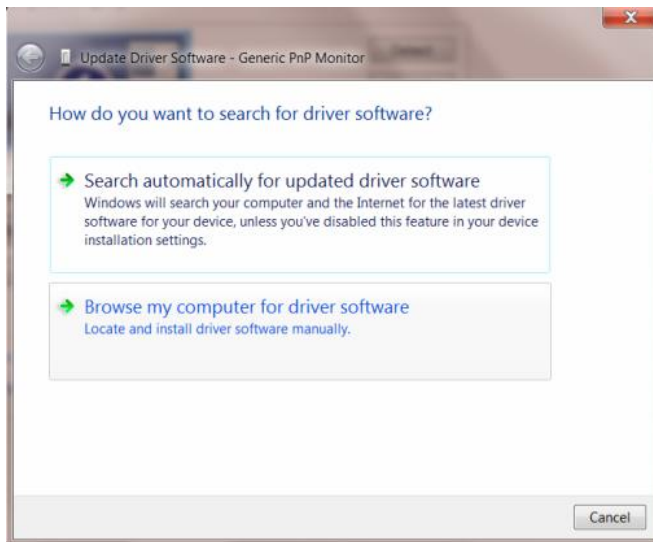 Update Driver Software - Generic PnP Monitor
How do you want to search for driver software?
Search automatically for updated driver software
Windows will search your computer and the Internet for the latest driver
software for your device, unless you've disabled this feature in your device
installation settings.
Browse my computer for driver software
Locate and install driver software manually.
Cancel